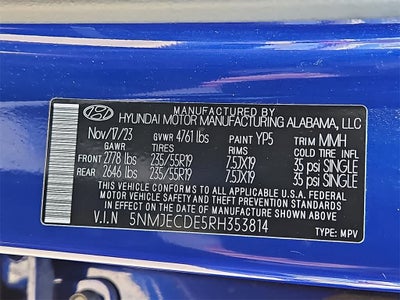 MANUFACTURED BY
HYUNDAI MOTOR MANUFACTURING ALABAMA, LLC
Nov/17/23 GVWR 4761 lbs PAINT YP5 TRIM MMH
GAWR TIRES RIMS COLD TIRE INFL
FRONT 2778 lbs 235/55R19 7.5JX19 35 psi SINGLE
REAR 2646 lbs 235/55R19 7.5JX19 35 psi SINGLE
THIS VEHICLE CONFORMS TO ALL APPLICABLE U.S.A. FEDERAL
MOTOR VEHICLE SAFETY AND THEFT PREVENTION STANDARDS
IN EFFECT ON THE DATE OF MANUFACTURE SHOWN ABOVE.
V.I.N 5NMJECDE5RH353814 TYPE: MPV